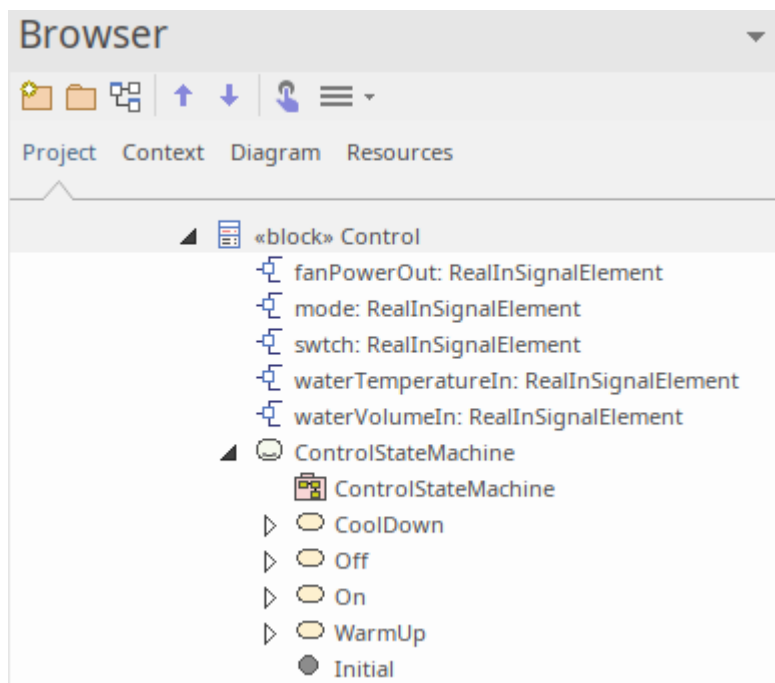 Browser
Project Context Diagram Resources
«block» Control
fanPowerOut: RealInSignalElement
mode: RealInSignalElement
swtch: RealInSignalElement
waterTemperatureIn: RealInSignalElement
waterVolumeIn: RealInSignalElement
ControlStateMachine
ControlStateMachine
CoolDown
Off
On
WarmUp
Initial